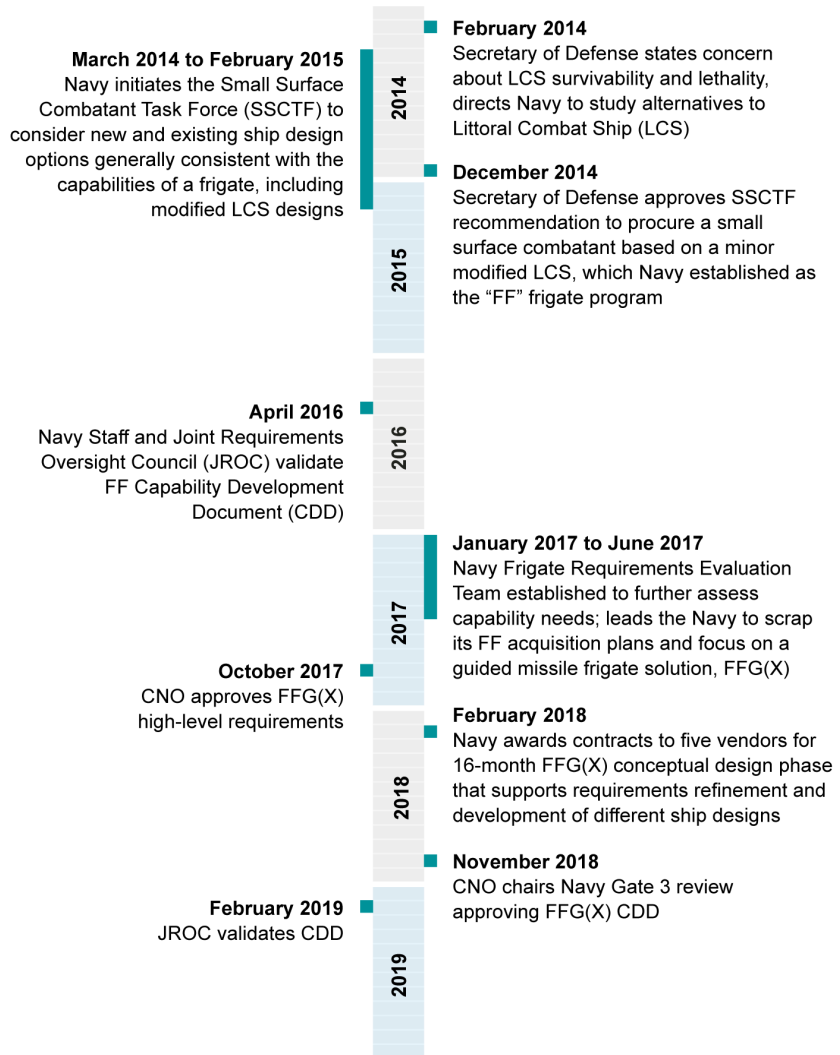 February 2014
Secretary of Defense states concern
about LCS survivability and lethality,
directs Navy to study alternatives to
Littoral Combat Ship (LCS)
March 2014 to February 2015
Navy initiates the Small Surface
Combatant Task Force (SSCTF) to
consider new and existing ship design
options generally consistent with the
capabilities of a frigate, including
modified LCS designs
2014
December 2014
Secretary of Defense approves SSCTF
recommendation to procure a small
surface combatant based on a minor
modified LCS, which Navy established as
the “FF” frigate program
2015
April 2016
Navy Staff and Joint Requirements
Oversight Council (JROC) validate
FF Capability Development
Document (CDD)
2016
January 2017 to June 2017
Navy Frigate Requirements Evaluation
Team established to further assess
capability needs; leads the Navy to scrap
its FF acquisition plans and focus on a
guided missile frigate solution, FFG(X)
2017
October 2017
CNO approves FFG(X)
high-level requirements
February 2018
Navy awards contracts to five vendors for
16-month FFG(X) conceptual design phase
that supports requirements refinement and
development of different ship designs
2018
November 2018
CNO chairs Navy Gate 3 review
approving FFG(X) CDD
February 2019
JROC validates CDD
2019